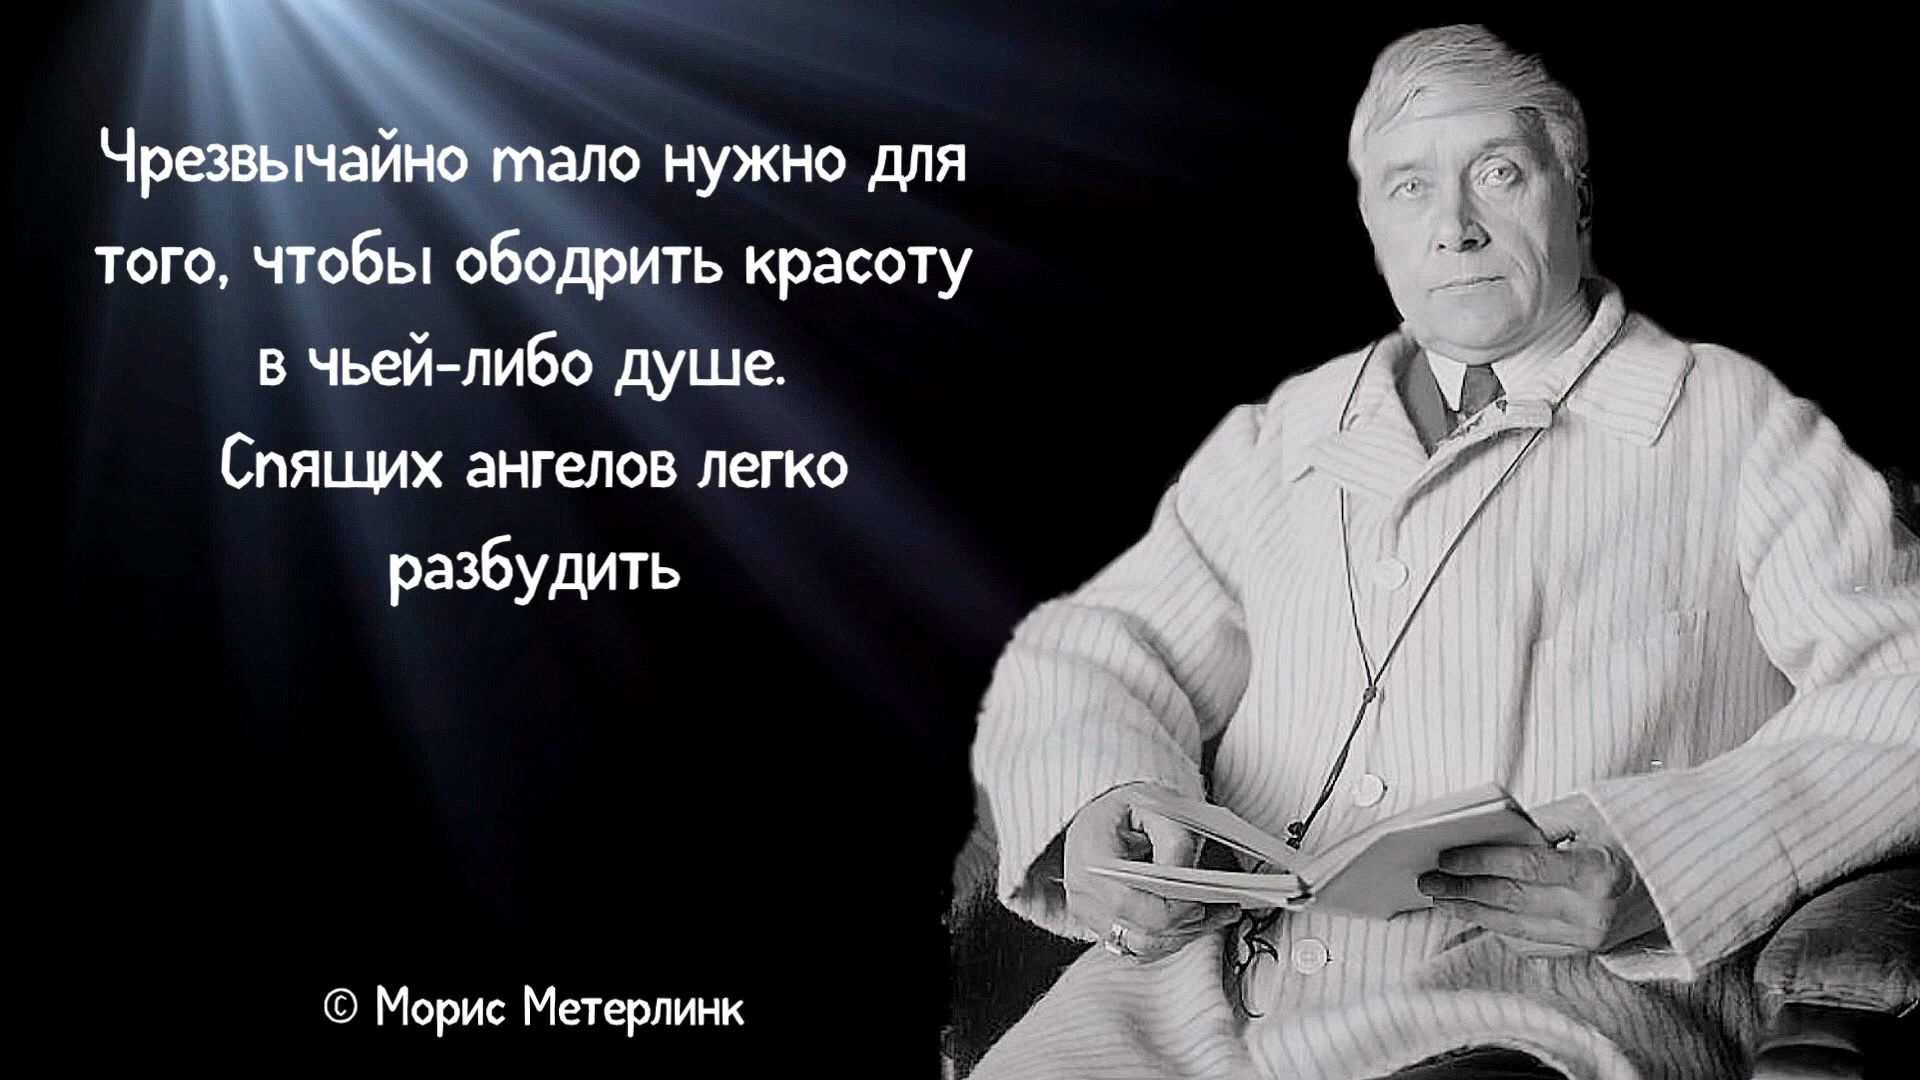 Чрезвычайно мало нужно для
того, чтобы ободрить красоту
в чьей-либо душе.
Спящих ангелов легко
разбудить
© Морис Метерлинк